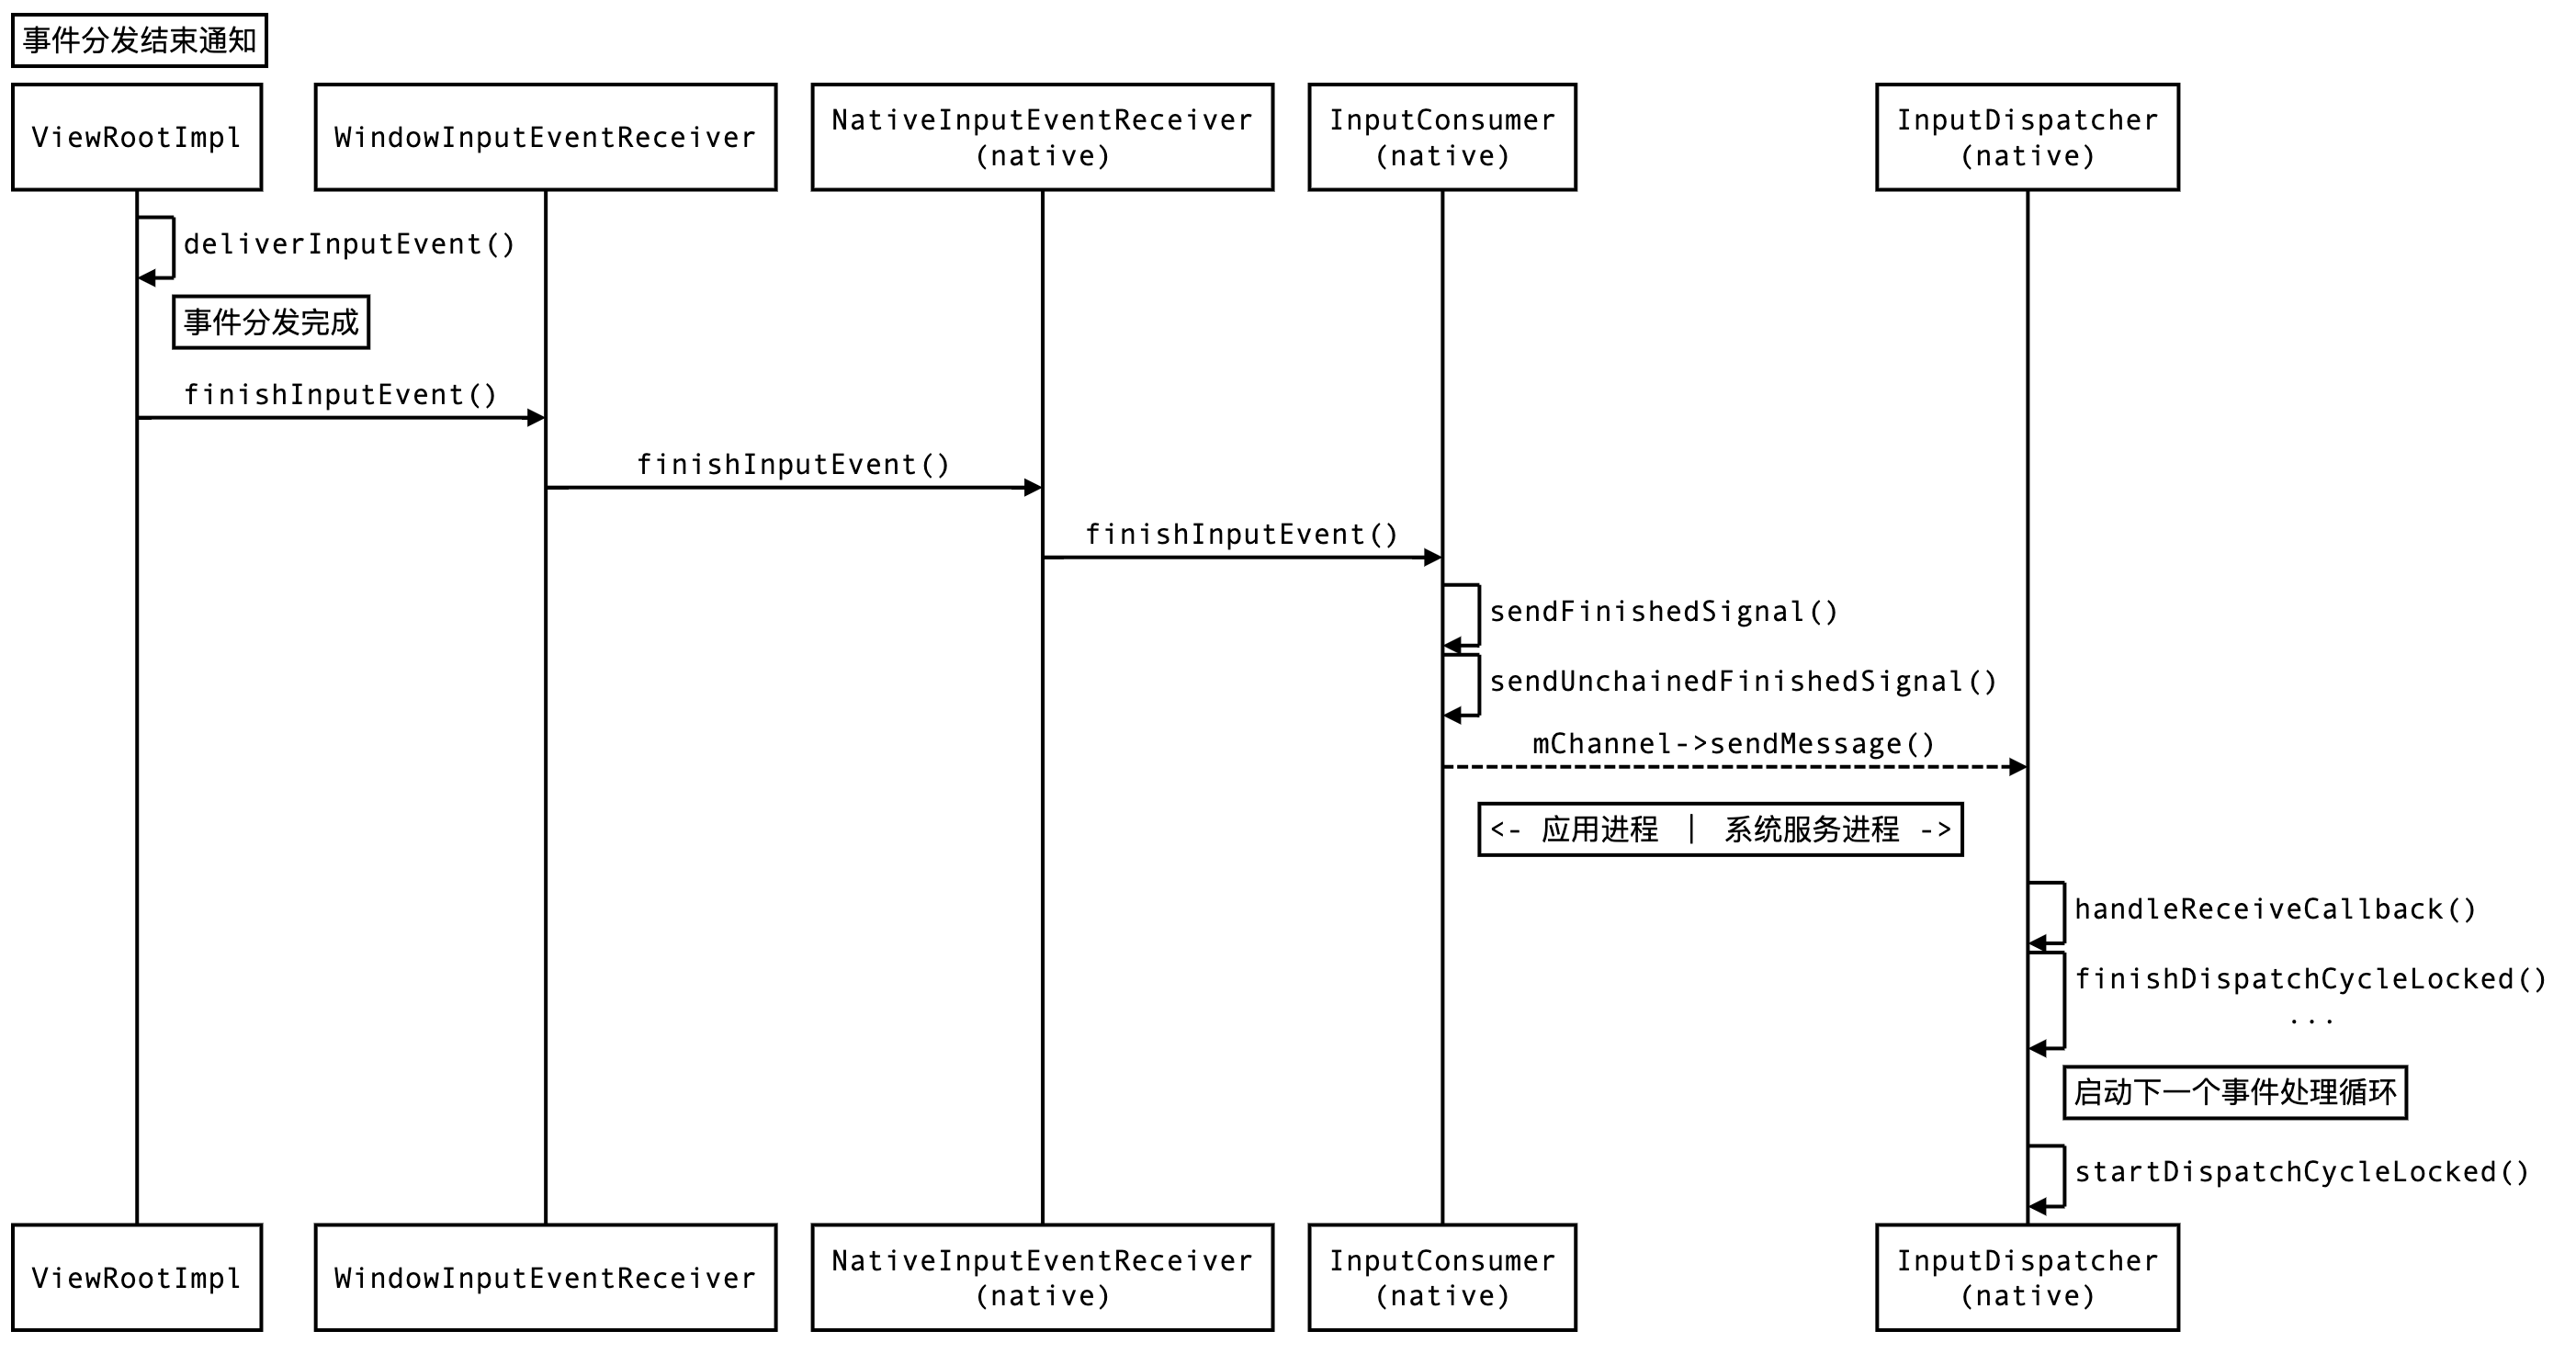 事件分发结束通知
ViewRootImpl
WindowInputEventReceiver
NativeInputEventReceiver
(native)
InputConsumer
(native)
InputDispatcher
(native)
deliverInputEvent()
事件分发完成
finishInputEvent()
finishInputEvent()
finishInputEvent()
sendFinishedSignal()
sendUnchainedFinishedSignal()
mChannel->sendMessage()
<- 应用进程 | 系统服务进程 ->
handleReceiveCallback()
finishDispatchCycleLocked()
...
启动下一个事件处理循环
startDispatchCycleLocked()
ViewRootImpl
WindowInputEventReceiver
NativeInputEventReceiver
(native)
InputConsumer
(native)
InputDispatcher
(native)